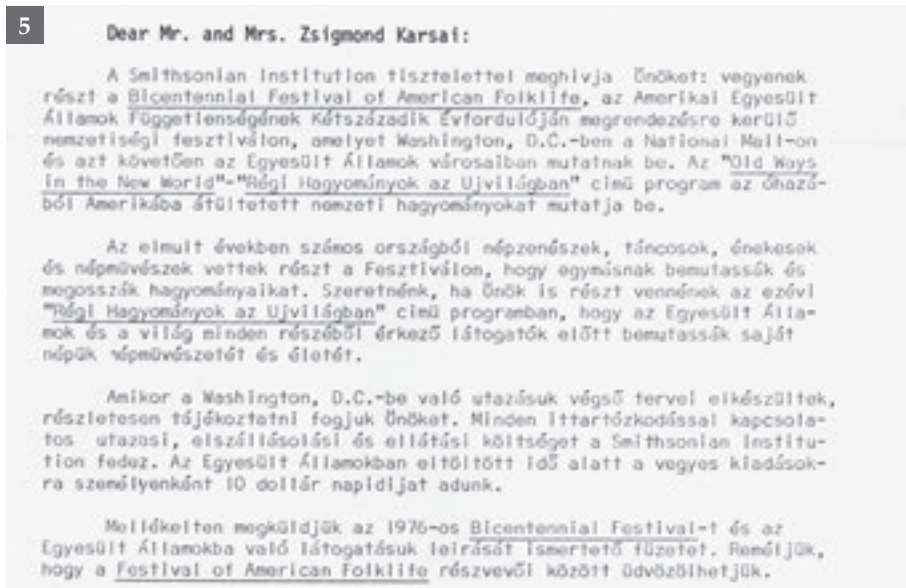 5
Dear Mr. and Mrs. Zsigmond Karsai:
A Smithsonian Institution tisztelettel meghivja Önöket: vegyenek
részt a Bicentennial Festival of American Folklife, az Amerikai Egyesült
Államok Függetlenségének Kétszázadik Évfordulóján megrendezésre kerülő
nemzetiségi fesztiválon, amelyet Washington, D.C.-ben a National Mall-on
és azt követően az Egyesült Államok városaiban mutatnak be. Az "Old Ways
in the New World"-"Régi Hagyományok az Ujvilágban" cimü program az óhazá-
ból Amerikába átültetett nemzeti hagyományokat mutatja be.
Az elmult években számos országból népzenészek, táncosok, énekesek
és népmüvészek vettek részt a Fesztiválon, hogy egymásnak bemutassák és
megosszák hagyományaikat. Szeretnénk, ha Önök is részt vennének az ezévi
"Régi Hagyományok az Ujvilágban" cimü programban, hogy az Egyesült Álla-
mok és a világ minden részéből érkező látogatók előtt bemutassák saját
népük népmüvészetét és életét.
Amikor a Washington, D.C.-be való utazásuk végső tervei elkészültek,
részletesen tájékoztatni fogjuk Önöket. Minden ittartózkodással kapcsola-
tos utazasi, elszállásolási és ellátási költséget a Smithsonian Institu-
tion fedez. Az Egyesült Államokban eltöltött idő alatt a vegyes kiadások-
ra személyenként 10 dollár napidijat adunk.
Mellékelten megküldjük az 1976-os Bicentennial Festival-t és az
Egyesült Államokba való látogatásuk leirását ismertető füzetet. Reméljük,
hogy a Festival of American Folklife részvevői között üdvözölhetjük.